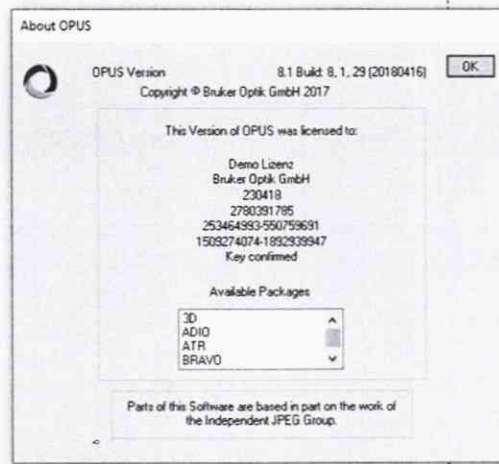 About OPUS
OPUS Version 8.1 Build: 8, 1, 29 (20180416)
OK
Copyright © Bruker Optik GmbH 2017
This Version of OPUS was licensed to:
Demo Lizenz
Bruker Optik GmbH
230418
2780391785
253464993-550759691
1509274074-1892939947
Key confirmed
Available Packages
3D
ADIO
ATR
BRAVO
Parts of this Software are based in part on the work of
the Independent JPEG Group.